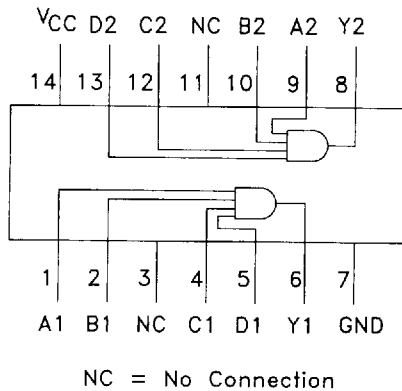 VCC D2 C2 NC B2 A2 Y2
14 13 12 11 10 9 8
1 2 3 4 5 6 7
A1 B1 NC C1 D1 Y1 GND
NC = No Connection